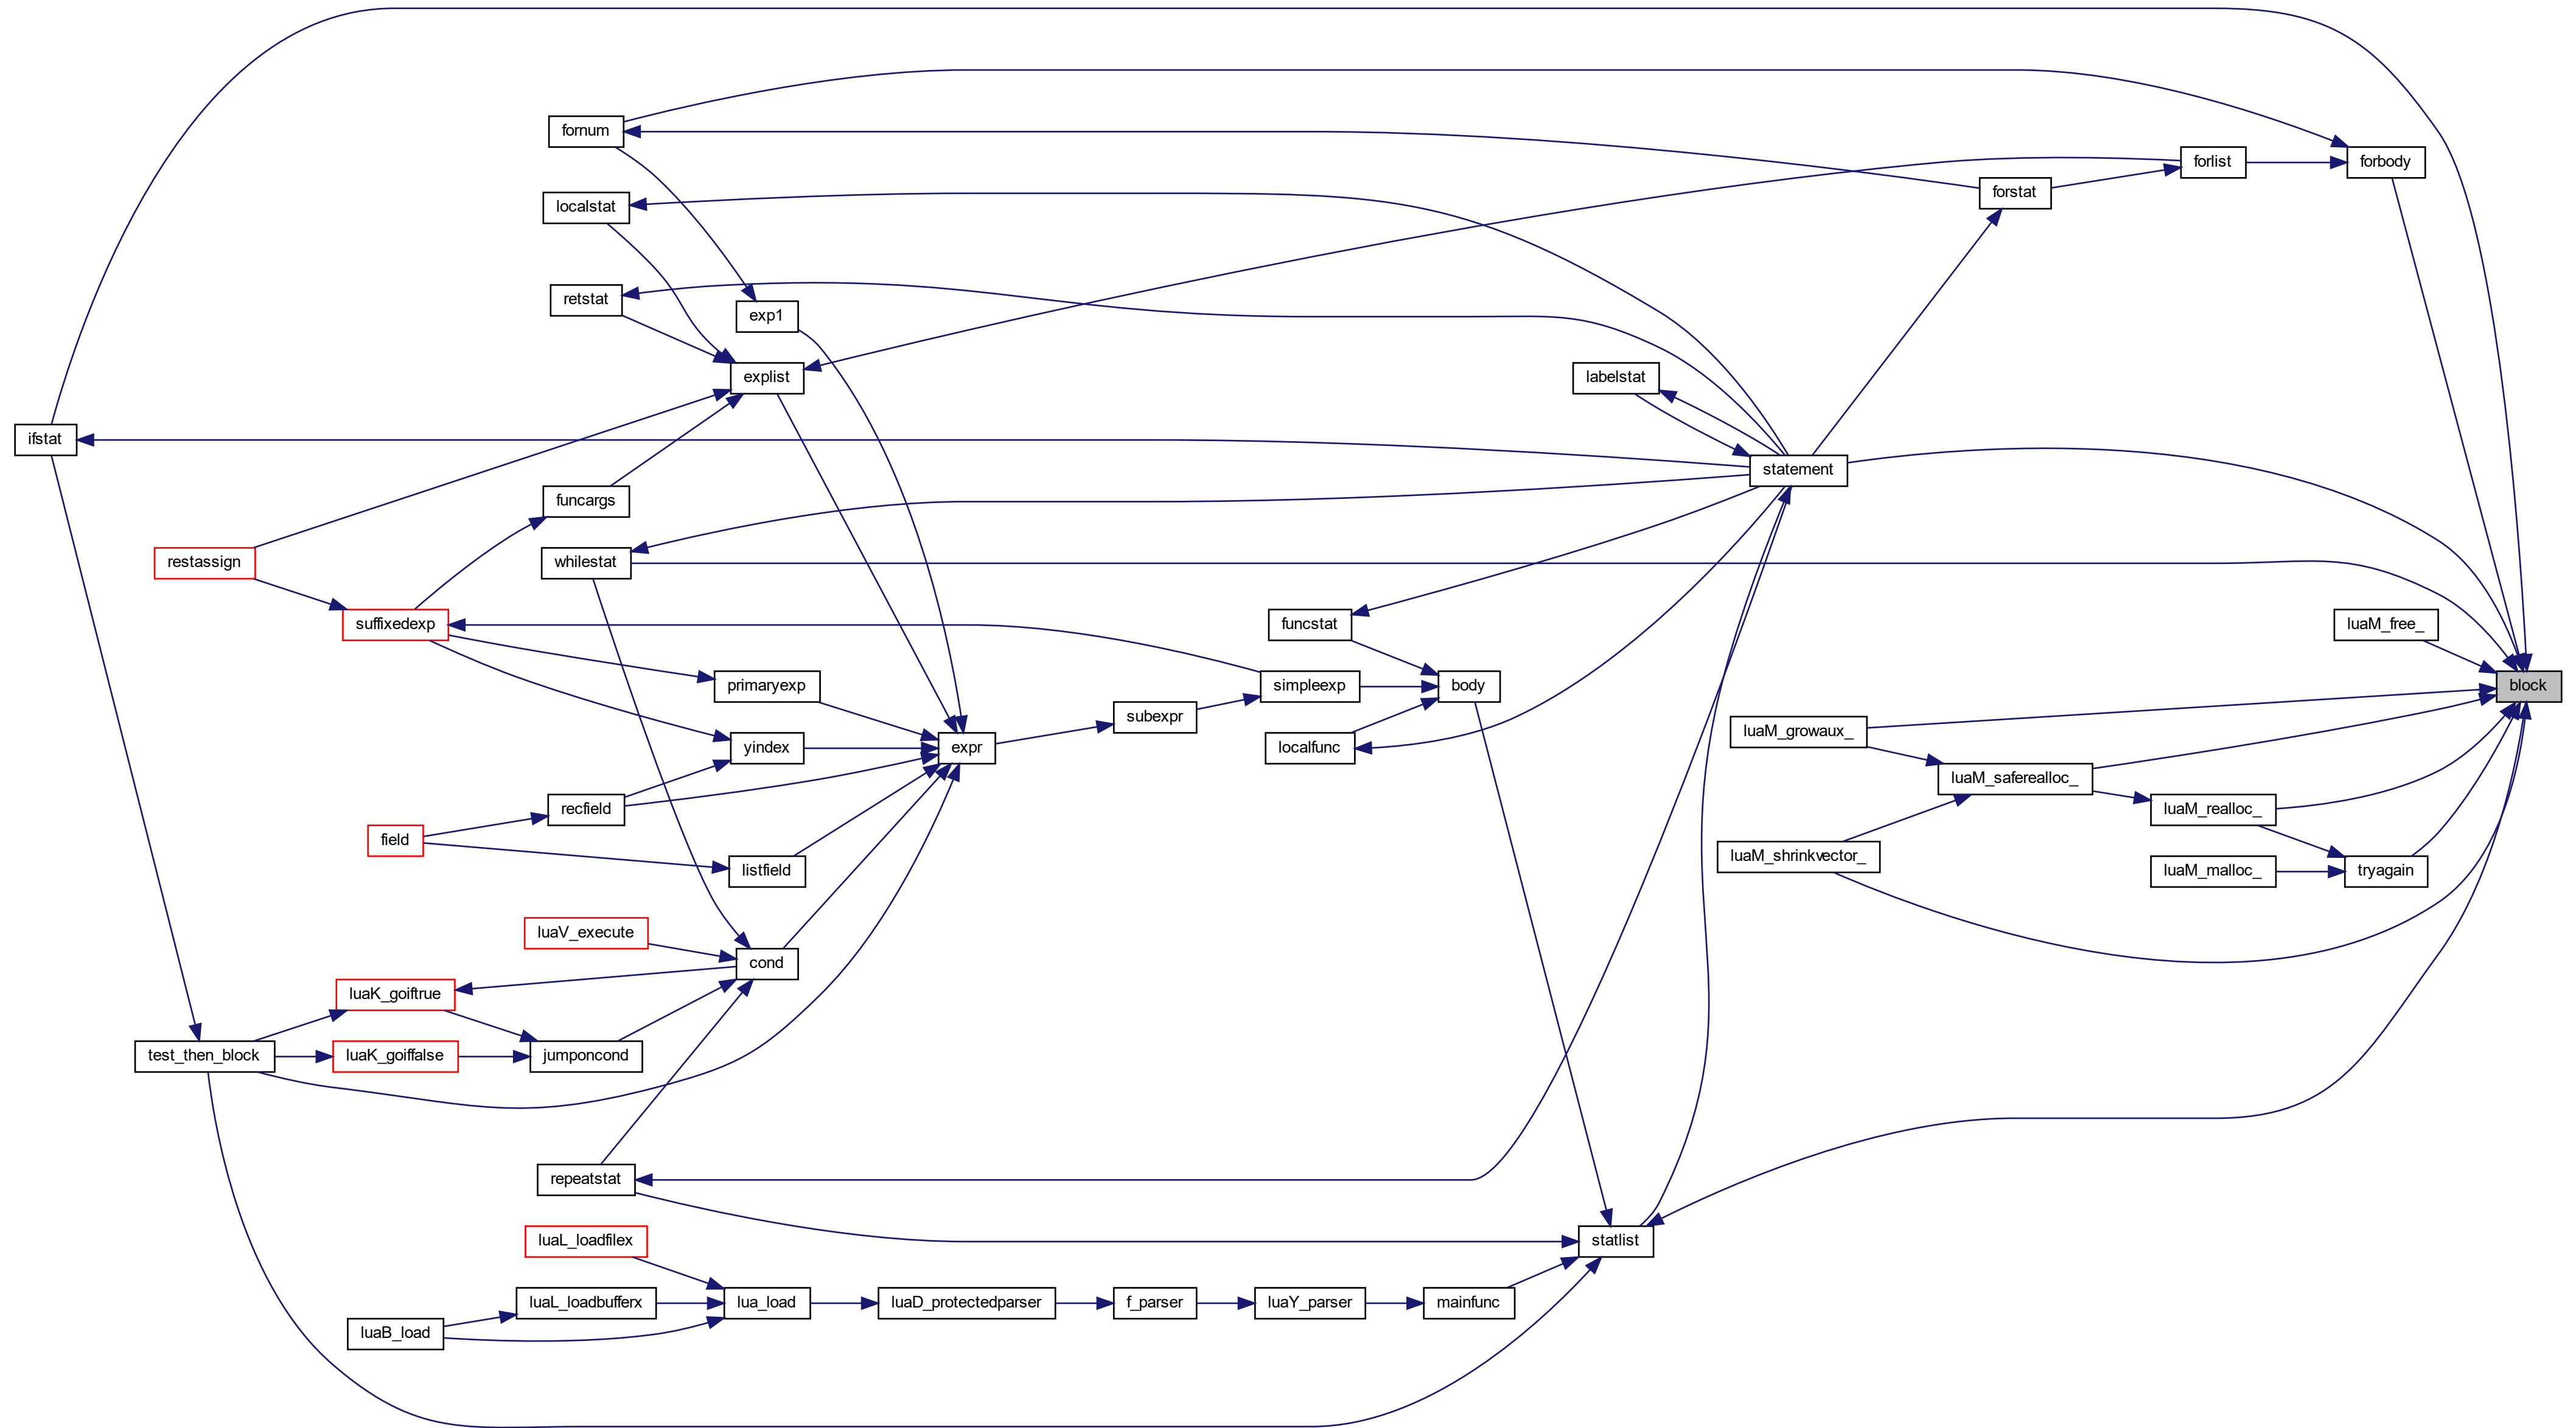 fornum
forlist
forbody
forstat
localstat
retstat
exp1
explist
labelstat
ifstat
statement
funcargs
restassign
whilestat
suffixedexp
funcstat
luaM_free_
primaryexp
simpleexp
body
block
subexpr
luaM_growaux_
yindex
expr
localfunc
luaM_saferealloc_
recfield
luaM_realloc_
field
listfield
luaM_shrinkvector_
luaM_malloc_
tryagain
luaV_execute
cond
luaK_goiftrue
test_then_block
luaK_goiffalse
jumponcond
repeatstat
luaL_loadfilex
statlist
luaL_loadbufferx
lua_load
luaD_protectedparser
f_parser
luaY_parser
mainfunc
luaB_load